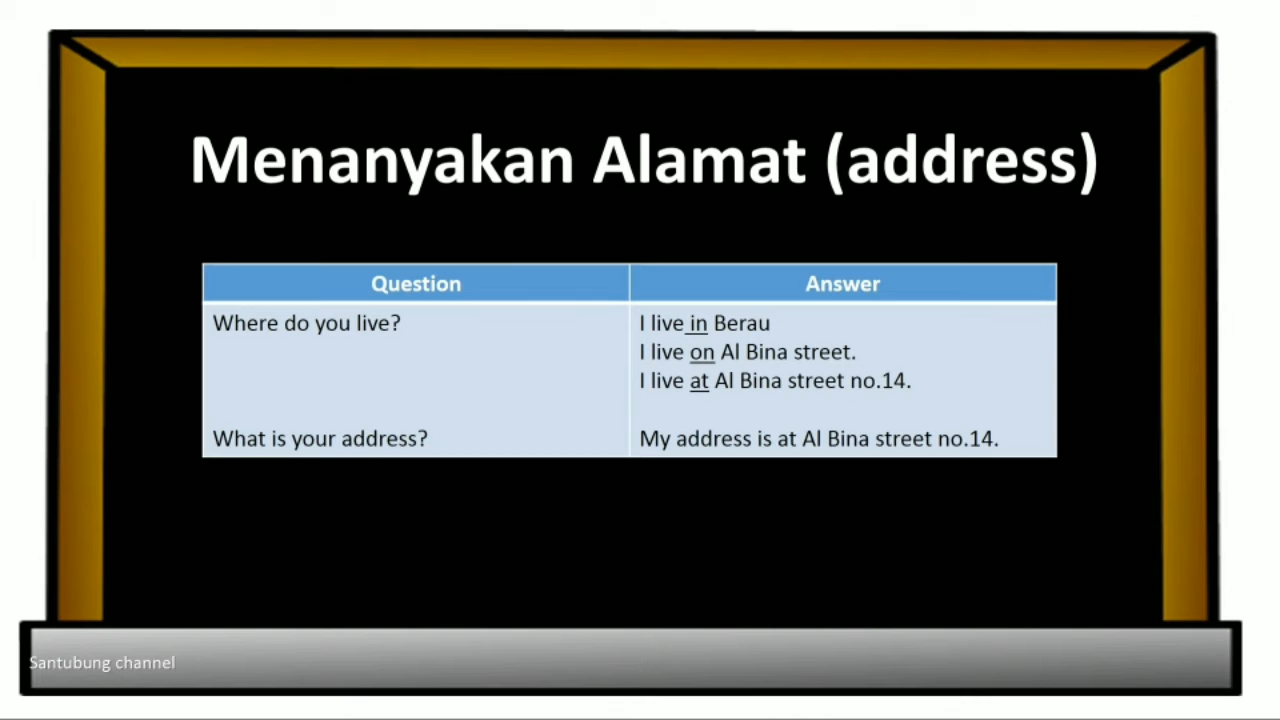 Menanyakan Alamat (address)
Question Answer
Where do you live? I live in Berau
I live on Al Bina street.
I live at Al Bina street no.14.
What is your address? My address is at Al Bina street no.14.
Santubung channel